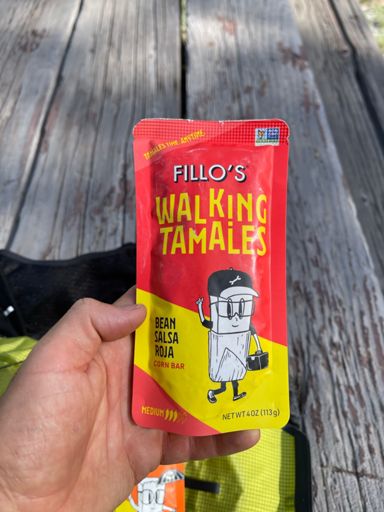 TAMALES TIME, ANYTIME
FILLO'S
WALKING
TAMALES
BEAN
SALSA
ROJA
CORN BAR
MEDIUM
NET WT 4 OZ (113g)